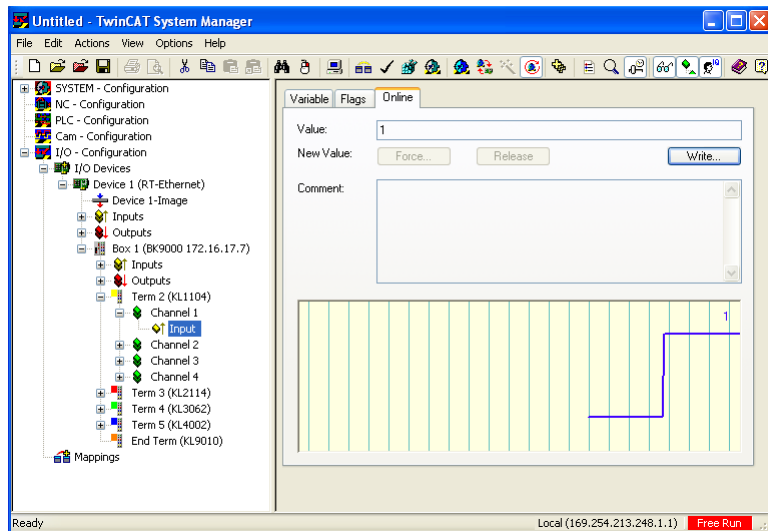 Untitled - TwinCAT System Manager
File Edit Actions View Options Help
SYSTEM - Configuration
NC - Configuration
PLC - Configuration
Cam - Configuration
I/O - Configuration
I/O Devices
Device 1 (RT-Ethernet)
Device 1-Image
Inputs
Outputs
Box 1 (BK9000 172.16.17.7)
Inputs
Outputs
Term 2 (KL1104)
Channel 1
Input
Channel 2
Channel 3
Channel 4
Term 3 (KL2114)
Term 4 (KL3062)
Term 5 (KL4002)
End Term (KL9010)
Mappings
Variable Flags Online
Value: 1
New Value: Force... Release Write...
Comment:
1
Ready Local (169.254.213.248.1.1) Free Run